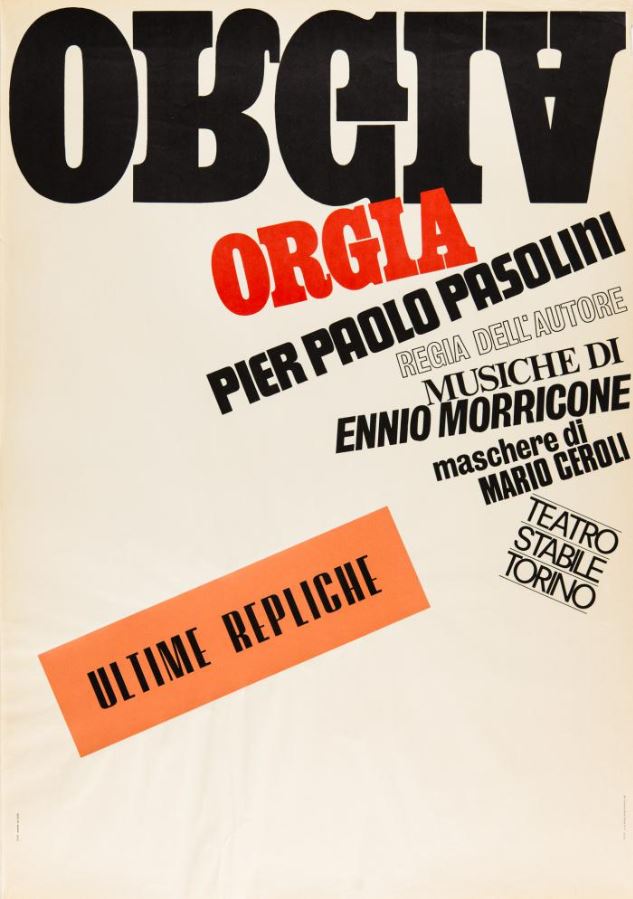 ORGIA
ORGIA
PIER PAOLO PASOLINI
REGIA DELL'AUTORE
MUSICHE DI
ENNIO MORRICONE
maschere di
MARIO CEROLI
TEATRO
STABILE
TORINO
ULTIME REPLICHE